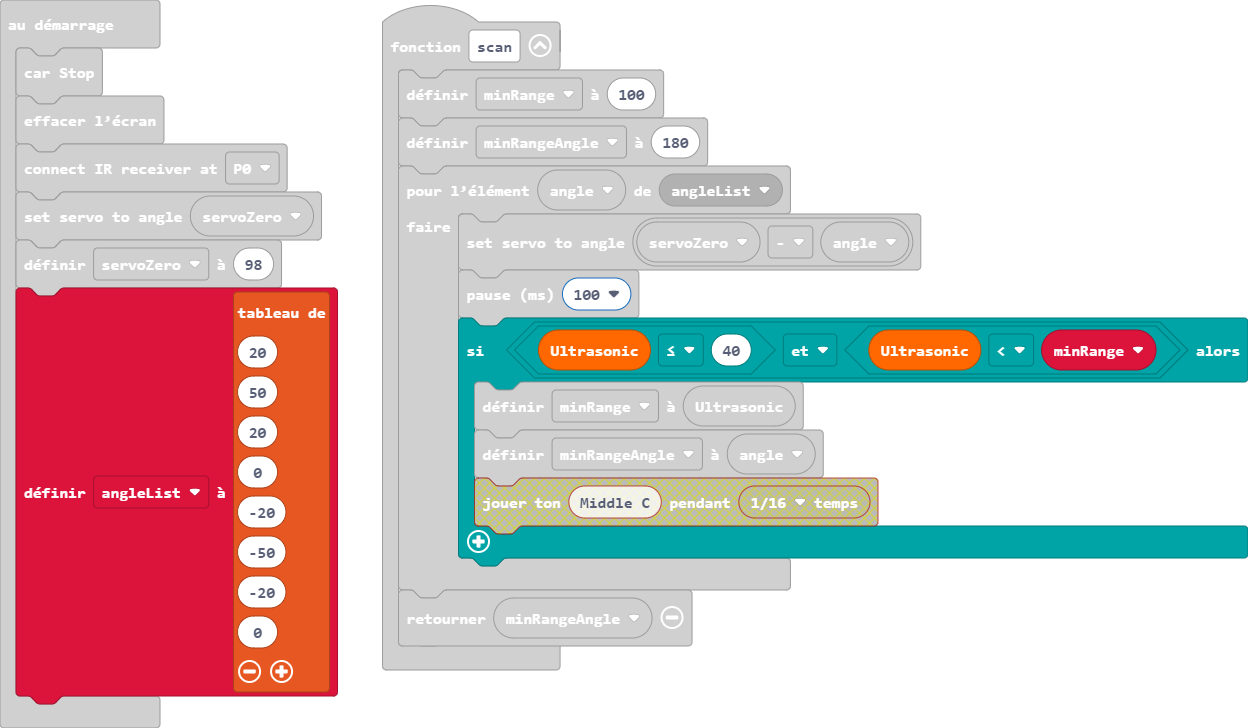 au démarrage
car Stop
effacer l'écran
connect IR receiver at P0
set servo to angle servoZero
définir servoZero à 98
définir angleList à
tableau de
20
50
20
0
-20
-50
-20
0
fonction scan
définir minRange à 100
définir minRangeAngle à 180
pour l'élément angle de angleList
faire
set servo to angle servoZero - angle
pause (ms) 100
si Ultrasonic ≤ 40 et Ultrasonic < minRange alors
définir minRange à Ultrasonic
définir minRangeAngle à angle
jouer ton Middle C pendant 1/16 temps
retourner minRangeAngle